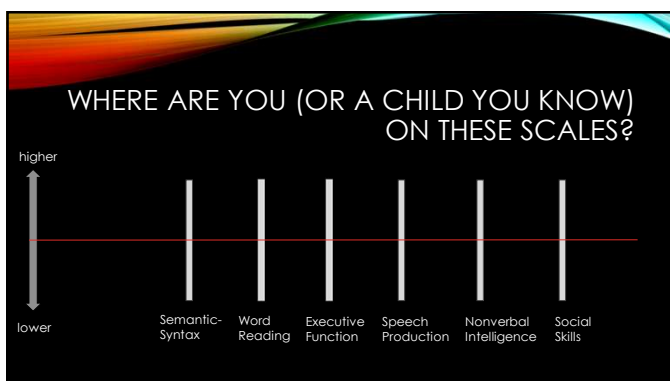 WHERE ARE YOU (OR A CHILD YOU KNOW)
ON THESE SCALES?
higher
lower
Semantic-
Syntax
Word
Reading
Executive
Function
Speech
Production
Nonverbal
Intelligence
Social
Skills